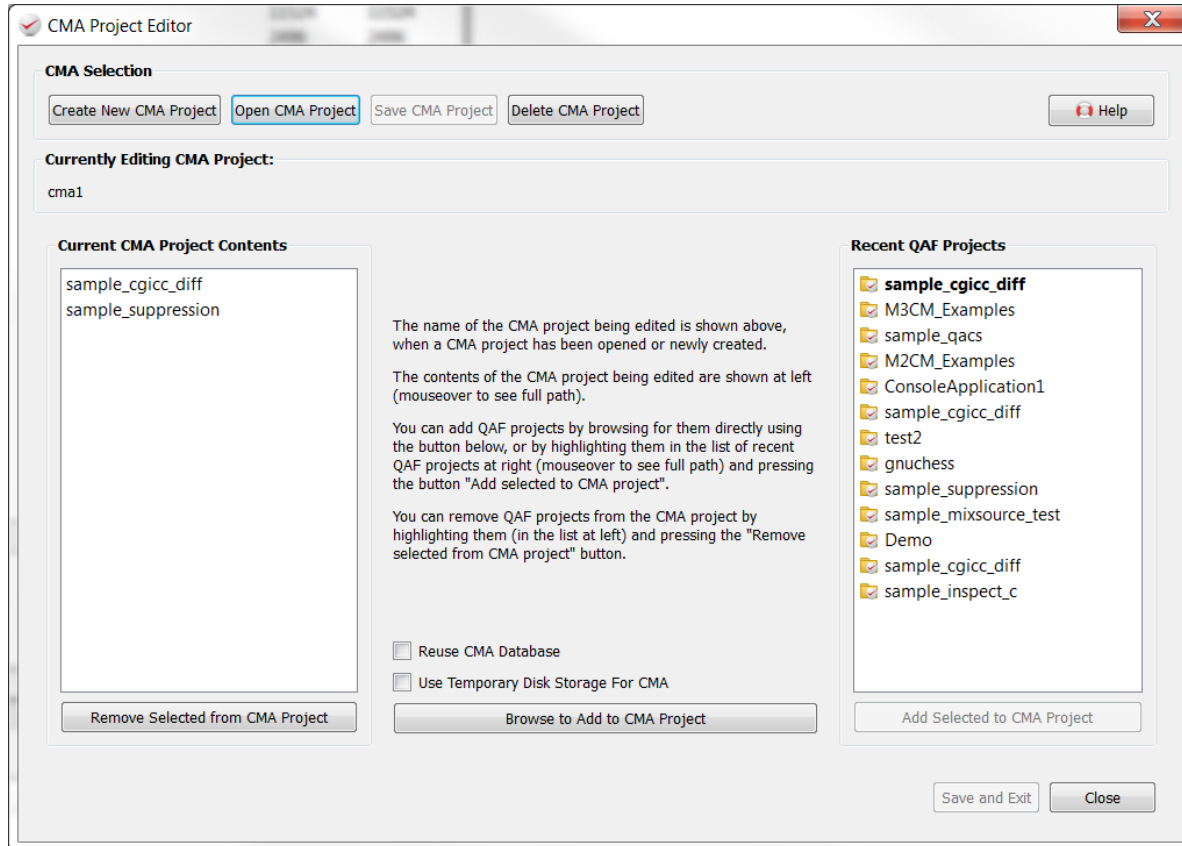 CMA Project Editor
CMA Selection
Create New CMA Project
Open CMA Project
Save CMA Project
Delete CMA Project
Help
Currently Editing CMA Project:
cma1
Current CMA Project Contents
sample_cgicc_diff
sample_suppression
Remove Selected from CMA Project
The name of the CMA project being edited is shown above,
when a CMA project has been opened or newly created.
The contents of the CMA project being edited are shown at left
(mouseover to see full path).
You can add QAF projects by browsing for them directly using
the button below, or by highlighting them in the list of recent
QAF projects at right (mouseover to see full path) and pressing
the button "Add selected to CMA project".
You can remove QAF projects from the CMA project by
highlighting them (in the list at left) and pressing the "Remove
selected from CMA project" button.
Reuse CMA Database
Use Temporary Disk Storage For CMA
Browse to Add to CMA Project
Recent QAF Projects
sample_cgicc_diff
M3CM_Examples
sample_qacs
M2CM_Examples
ConsoleApplication1
sample_cgicc_diff
test2
gnuchess
sample_suppression
sample_mixsource_test
Demo
sample_cgicc_diff
sample_inspect_c
Add Selected to CMA Project
Save and Exit
Close